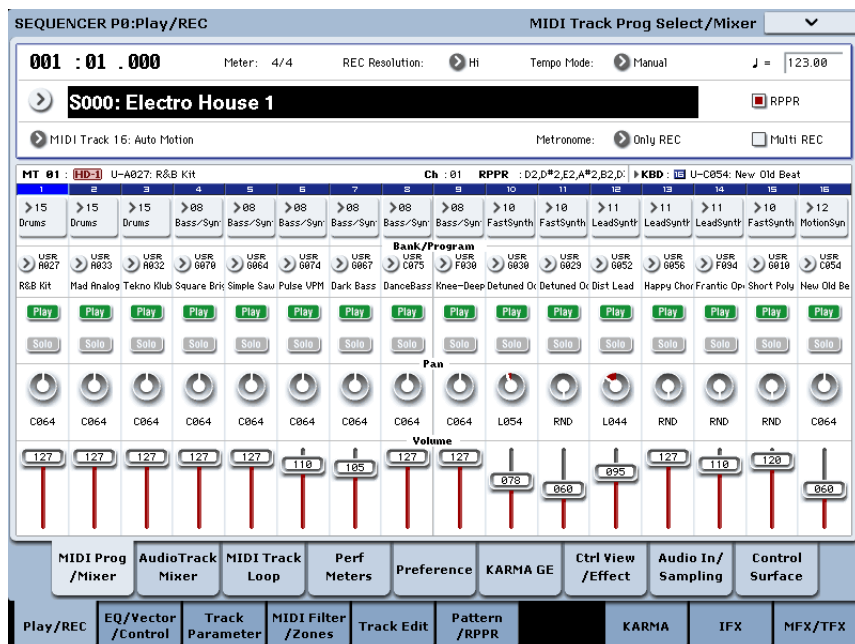 SEQUENCER P0:Play/REC MIDI Track Prog Select/Mixer
001 :01 .000 Meter: 4/4 REC Resolution: Hi Tempo Mode: Manual ♩ = 123.00
S000: Electro House 1 RPPR
MIDI Track 16: Auto Motion Metronome: Only REC Multi REC
MT 01 : HD-1 U-A027: R&B Kit Ch :01 RPPR :D2,D#2,E2,A#2,B2,D: KBD : 16 U-C054: New Old Beat
1 2 3 4 5 6 7 8 9 10 11 12 13 14 15 16
15 15 15 08 08 08 08 08 08 10 10 11 11 11 10 12
Drums Drums Drums Bass/Syn Bass/Syn Bass/Syn Bass/Syn Bass/Syn Bass/Syn FastSynth FastSynth LeadSynth LeadSynth LeadSynth FastSynth MotionSyn
Bank/Program
USR USR USR USR USR USR USR USR USR USR USR USR USR USR USR USR
A027 A033 A032 G070 G064 G074 G067 C075 F030 G030 G029 G052 G056 F094 G010 C054
R&B Kit Mad Analog Tekno Klub Square Bri Simple Saw Pulse VPM Dark Bass DanceBass Knee-Deep Detuned O Detuned O Dist Lead Happy Chor Frantic Op Short Poly New Old Be
Play Play Play Play Play Play Play Play Play Play Play Play Play Play Play Play
Solo Solo Solo Solo Solo Solo Solo Solo Solo Solo Solo Solo Solo Solo Solo Solo
Pan
C064 C064 C064 C064 C064 C064 C064 C064 C064 L054 RND L044 RND RND RND C064
Volume
127 127 127 127 127 110 105 127 127 078 060 095 127 110 120 060
MIDI Prog /Mixer AudioTrack Mixer MIDI Track Loop Perf Meters Preference KARMA GE Ctrl View /Effect Audio In/ Sampling Control Surface
Play/REC EQ/Vector /Control Track Parameter MIDI Filter /Zones Track Edit Pattern /RPPR KARMA IFX MFX/TFX